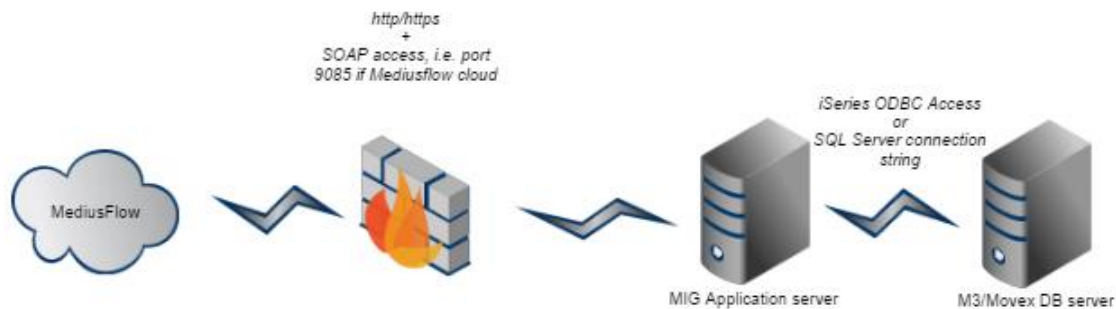 http/https
+
SOAP access, i.e. port
9085 if Mediusflow cloud
iSeries ODBC Access
or
SQL Server connection
string
MediusFlow
MIG Application server
M3/Movex DB server